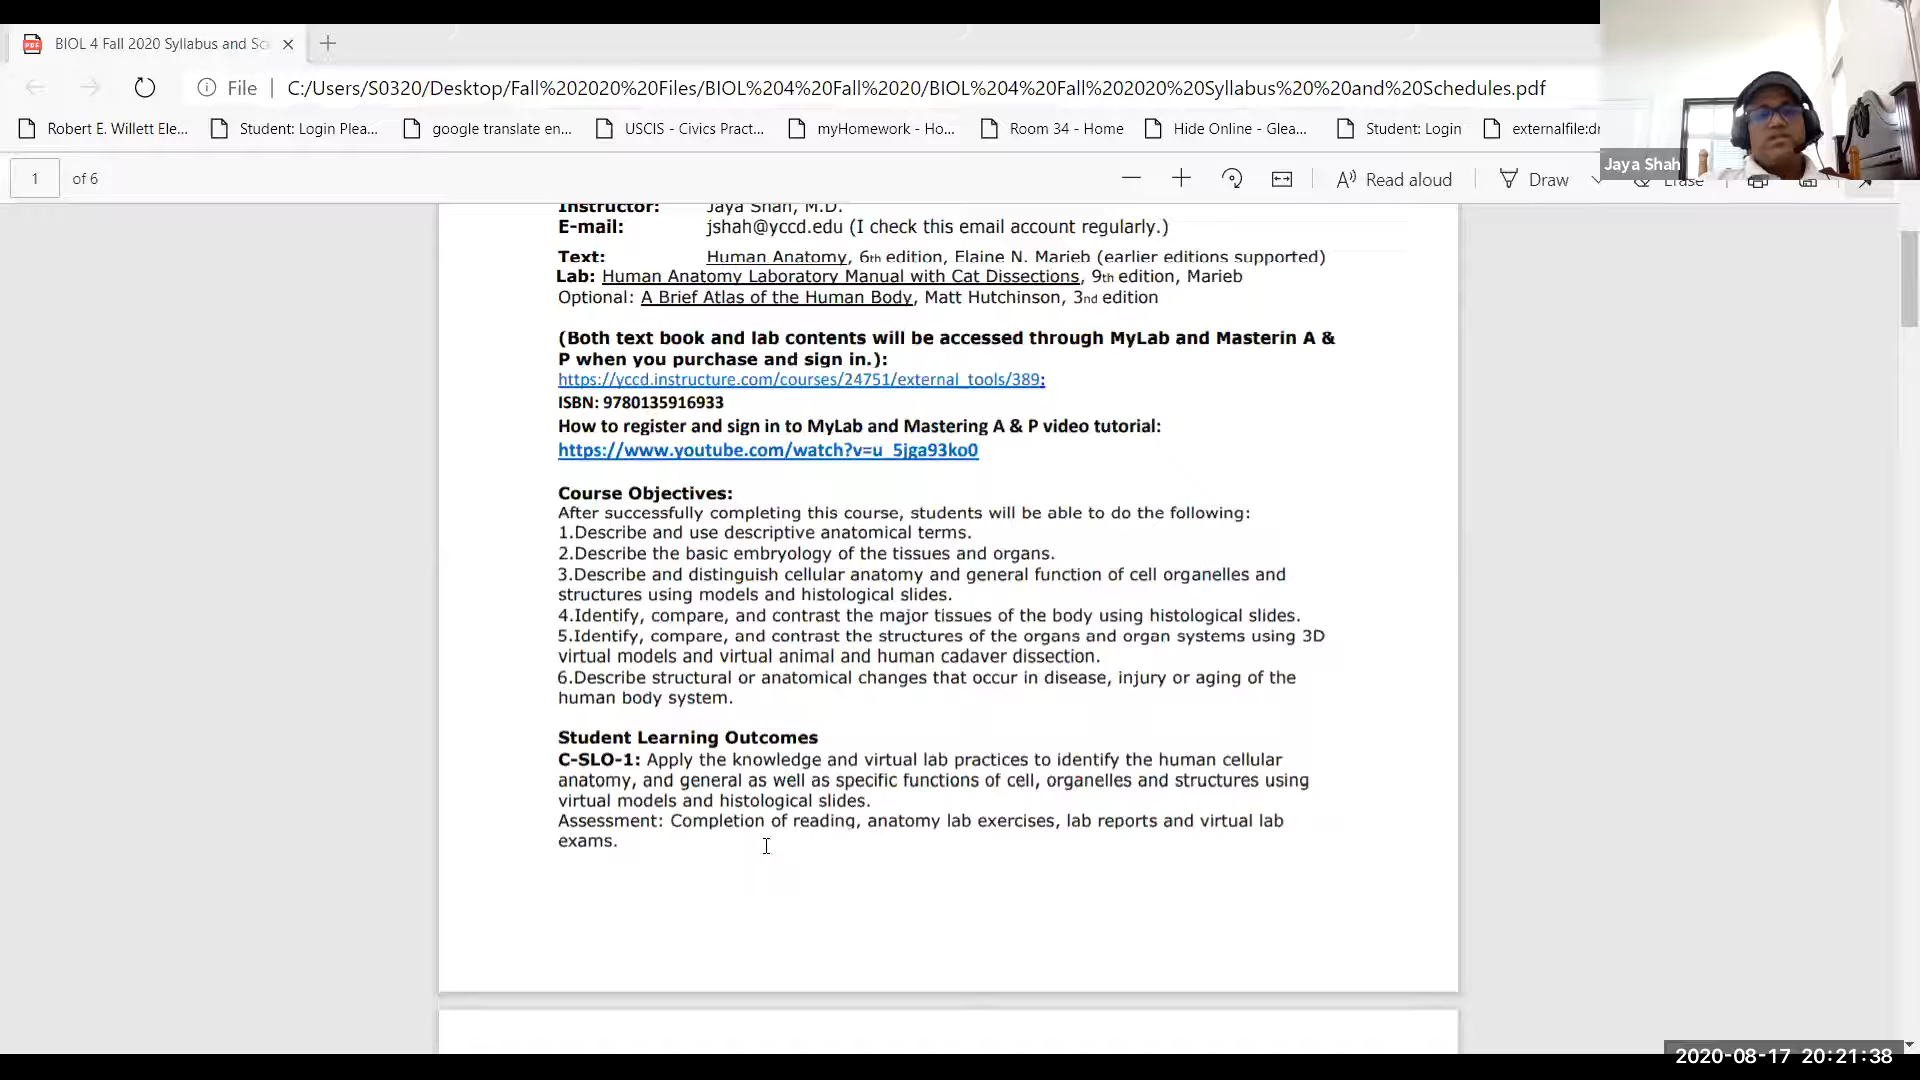 BIOL 4 Fall 2020 Syllabus and Sc
File
C:/Users/S0320/Desktop/Fall%202020%20Files/BIOL%204%20Fall%2020/BIOL%204%20Fall%202020%20Syllabus%20%20and%20Schedules.pdf
Robert E. Willett Ele... Student: Login Plea... google translate en... USCIS - Civics Pract... myHomework - Ho... Room 34 - Home Hide Online - Glea... Student: Login externalfile:dr
Jaya Shah
1 of 6 Read aloud Draw Erase
Instructor: Jaya Shah, M.D.
E-mail: jshah@yccd.edu (I check this email account regularly.)
Text: Human Anatomy, 6th edition, Elaine N. Marieb (earlier editions supported)
Lab: Human Anatomy Laboratory Manual with Cat Dissections, 9th edition, Marieb
Optional: A Brief Atlas of the Human Body, Matt Hutchinson, 3nd edition
(Both text book and lab contents will be accessed through MyLab and Masterin A &
P when you purchase and sign in.):
https://yccd.instructure.com/courses/24751/external_tools/389:
ISBN: 9780135916933
How to register and sign in to MyLab and Mastering A & P video tutorial:
https://www.youtube.com/watch?v=u_5jga93ko0
Course Objectives:
After successfully completing this course, students will be able to do the following:
1.Describe and use descriptive anatomical terms.
2.Describe the basic embryology of the tissues and organs.
3.Describe and distinguish cellular anatomy and general function of cell organelles and
structures using models and histological slides.
4.Identify, compare, and contrast the major tissues of the body using histological slides.
5.Identify, compare, and contrast the structures of the organs and organ systems using 3D
virtual models and virtual animal and human cadaver dissection.
6.Describe structural or anatomical changes that occur in disease, injury or aging of the
human body system.
Student Learning Outcomes
C-SLO-1: Apply the knowledge and virtual lab practices to identify the human cellular
anatomy, and general as well as specific functions of cell, organelles and structures using
virtual models and histological slides.
Assessment: Completion of reading, anatomy lab exercises, lab reports and virtual lab
exams.
2020-08-17 20:21:38